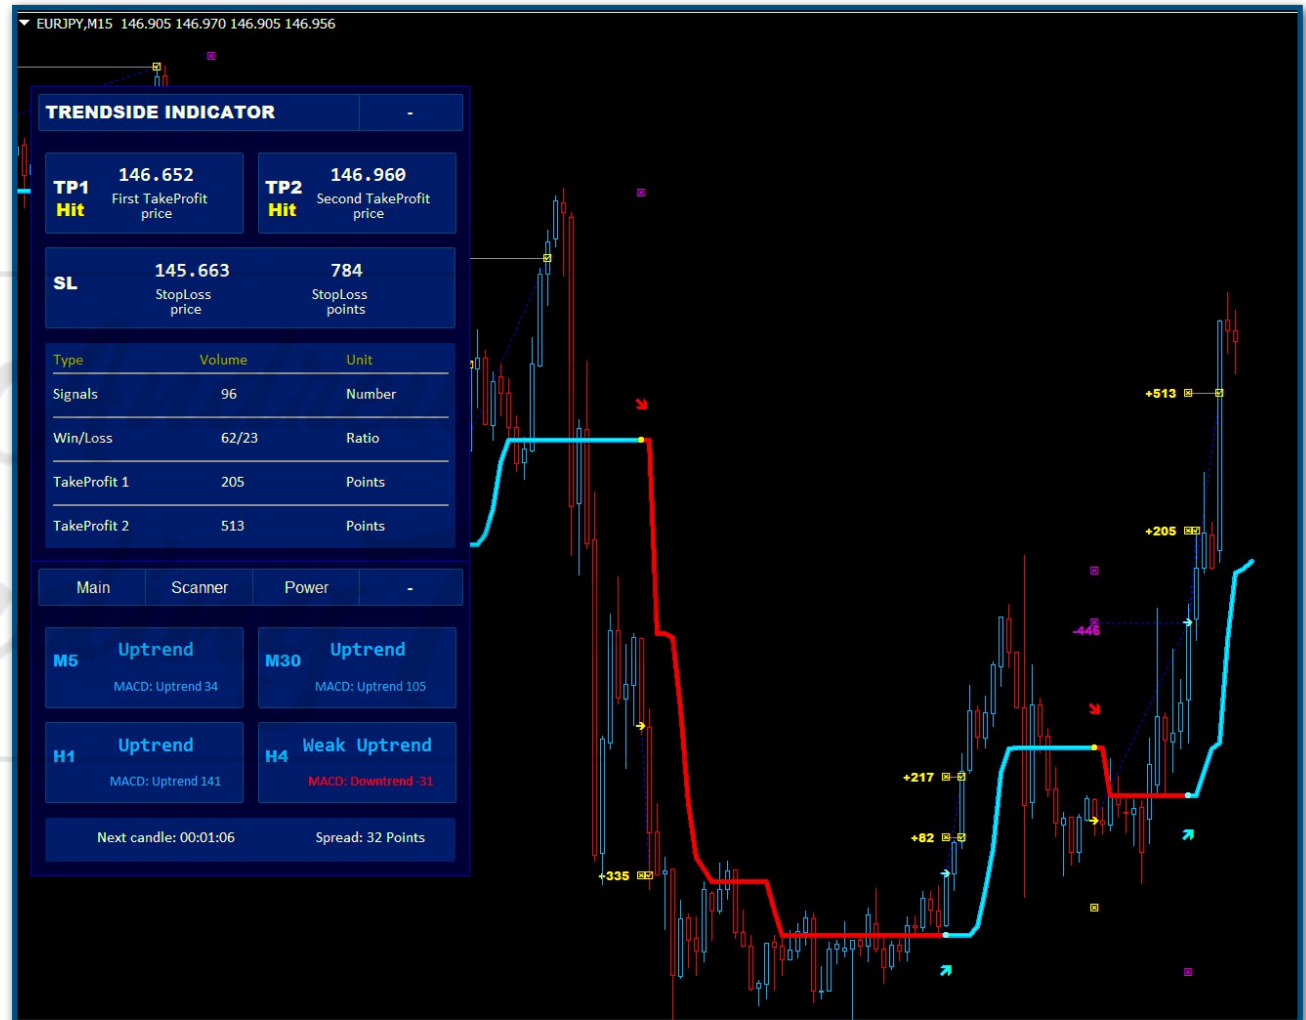 EURJPY,M15 146.905 146.970 146.905 146.956
TRENDSIDE INDICATOR -
TP1 146.652
Hit First TakeProfit
price
TP2 146.960
Hit Second TakeProfit
price
SL 145.663 784
StopLoss StopLoss
price points
Type Volume Unit
Signals 96 Number
Win/Loss 62/23 Ratio
TakeProfit 1 205 Points
TakeProfit 2 513 Points
Main Scanner Power -
M5 Uptrend
MACD: Uptrend 34
M30 Uptrend
MACD: Uptrend 105
H1 Uptrend
MACD: Uptrend 141
H4 Weak Uptrend
MACD: Downtrend -31
Next candle: 00:01:06 Spread: 32 Points
+513
+205
-446
+217
+82
+335